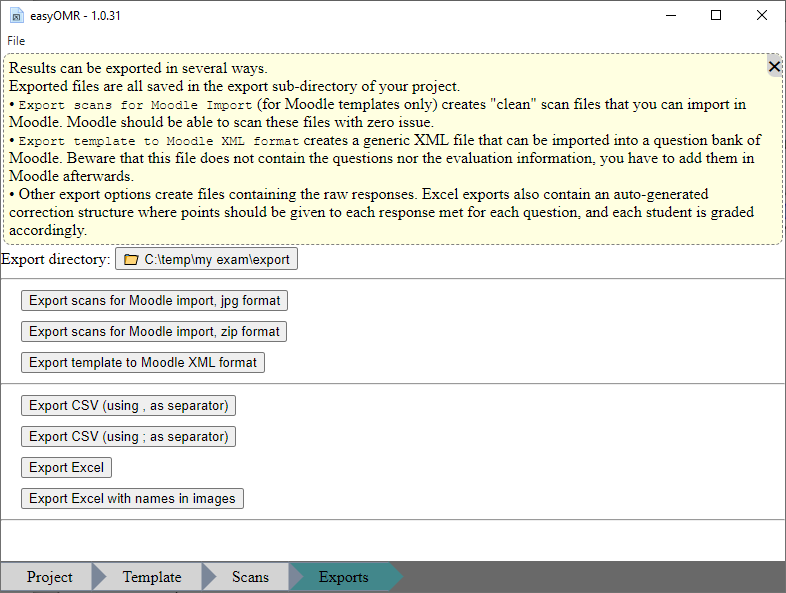 easyOMR - 1.0.31
File
Results can be exported in several ways.
Exported files are all saved in the export sub-directory of your project.
• Export scans for Moodle Import (for Moodle templates only) creates "clean" scan files that you can import in
Moodle. Moodle should be able to scan these files with zero issue.
• Export template to Moodle XML format creates a generic XML file that can be imported into a question bank of
Moodle. Beware that this file does not contain the questions nor the evaluation information, you have to add them in
Moodle afterwards.
• Other export options create files containing the raw responses. Excel exports also contain an auto-generated
correction structure where points should be given to each response met for each question, and each student is graded
accordingly.
Export directory: C:\temp\my exam\export
Export scans for Moodle import, jpg format
Export scans for Moodle import, zip format
Export template to Moodle XML format
Export CSV (using , as separator)
Export CSV (using ; as separator)
Export Excel
Export Excel with names in images
Project Template Scans Exports